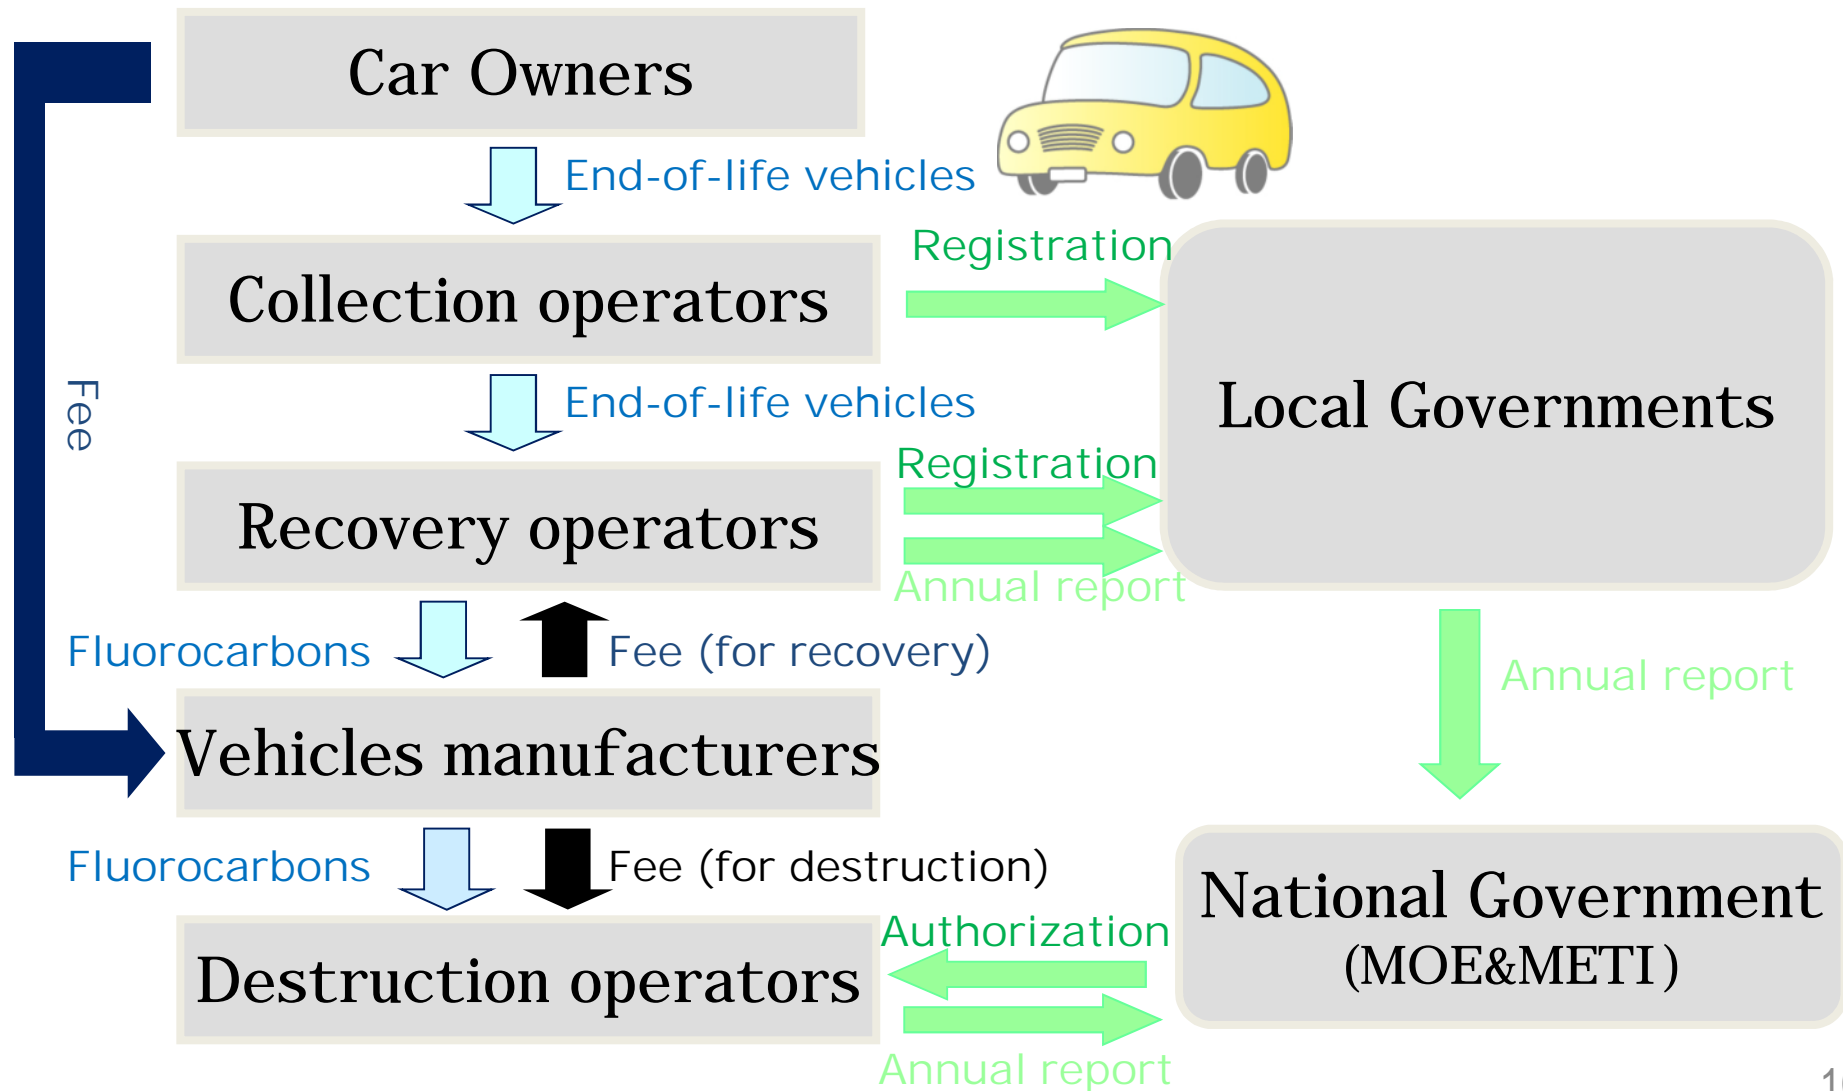 Car Owners
End-of-life vehicles
Registration
Collection operators
Fee
End-of-life vehicles
Local Governments
Registration
Recovery operators
Annual report
Fluorocarbons
Fee (for recovery)
Annual report
Vehicles manufacturers
Fluorocarbons
Fee (for destruction)
National Government
(MOE&METI)
Authorization
Destruction operators
Annual report